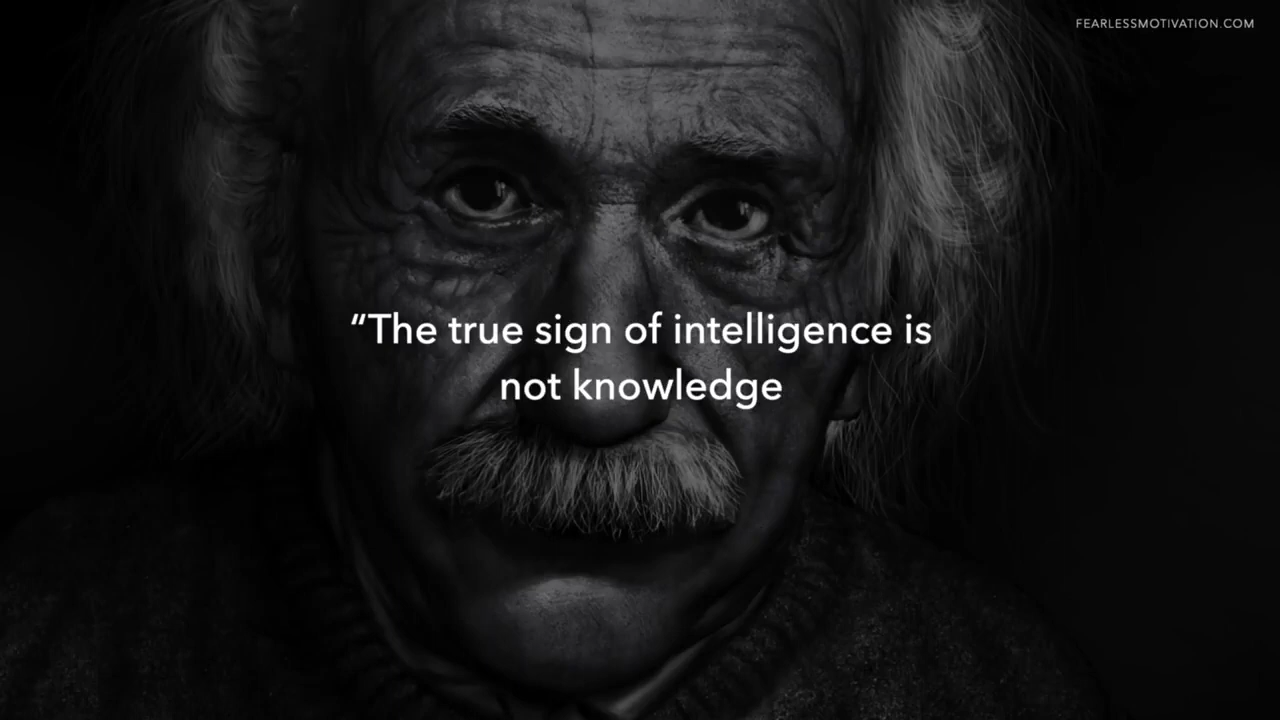 FEARLESSMOTIVATION.COM
“The true sign of intelligence is
not knowledge